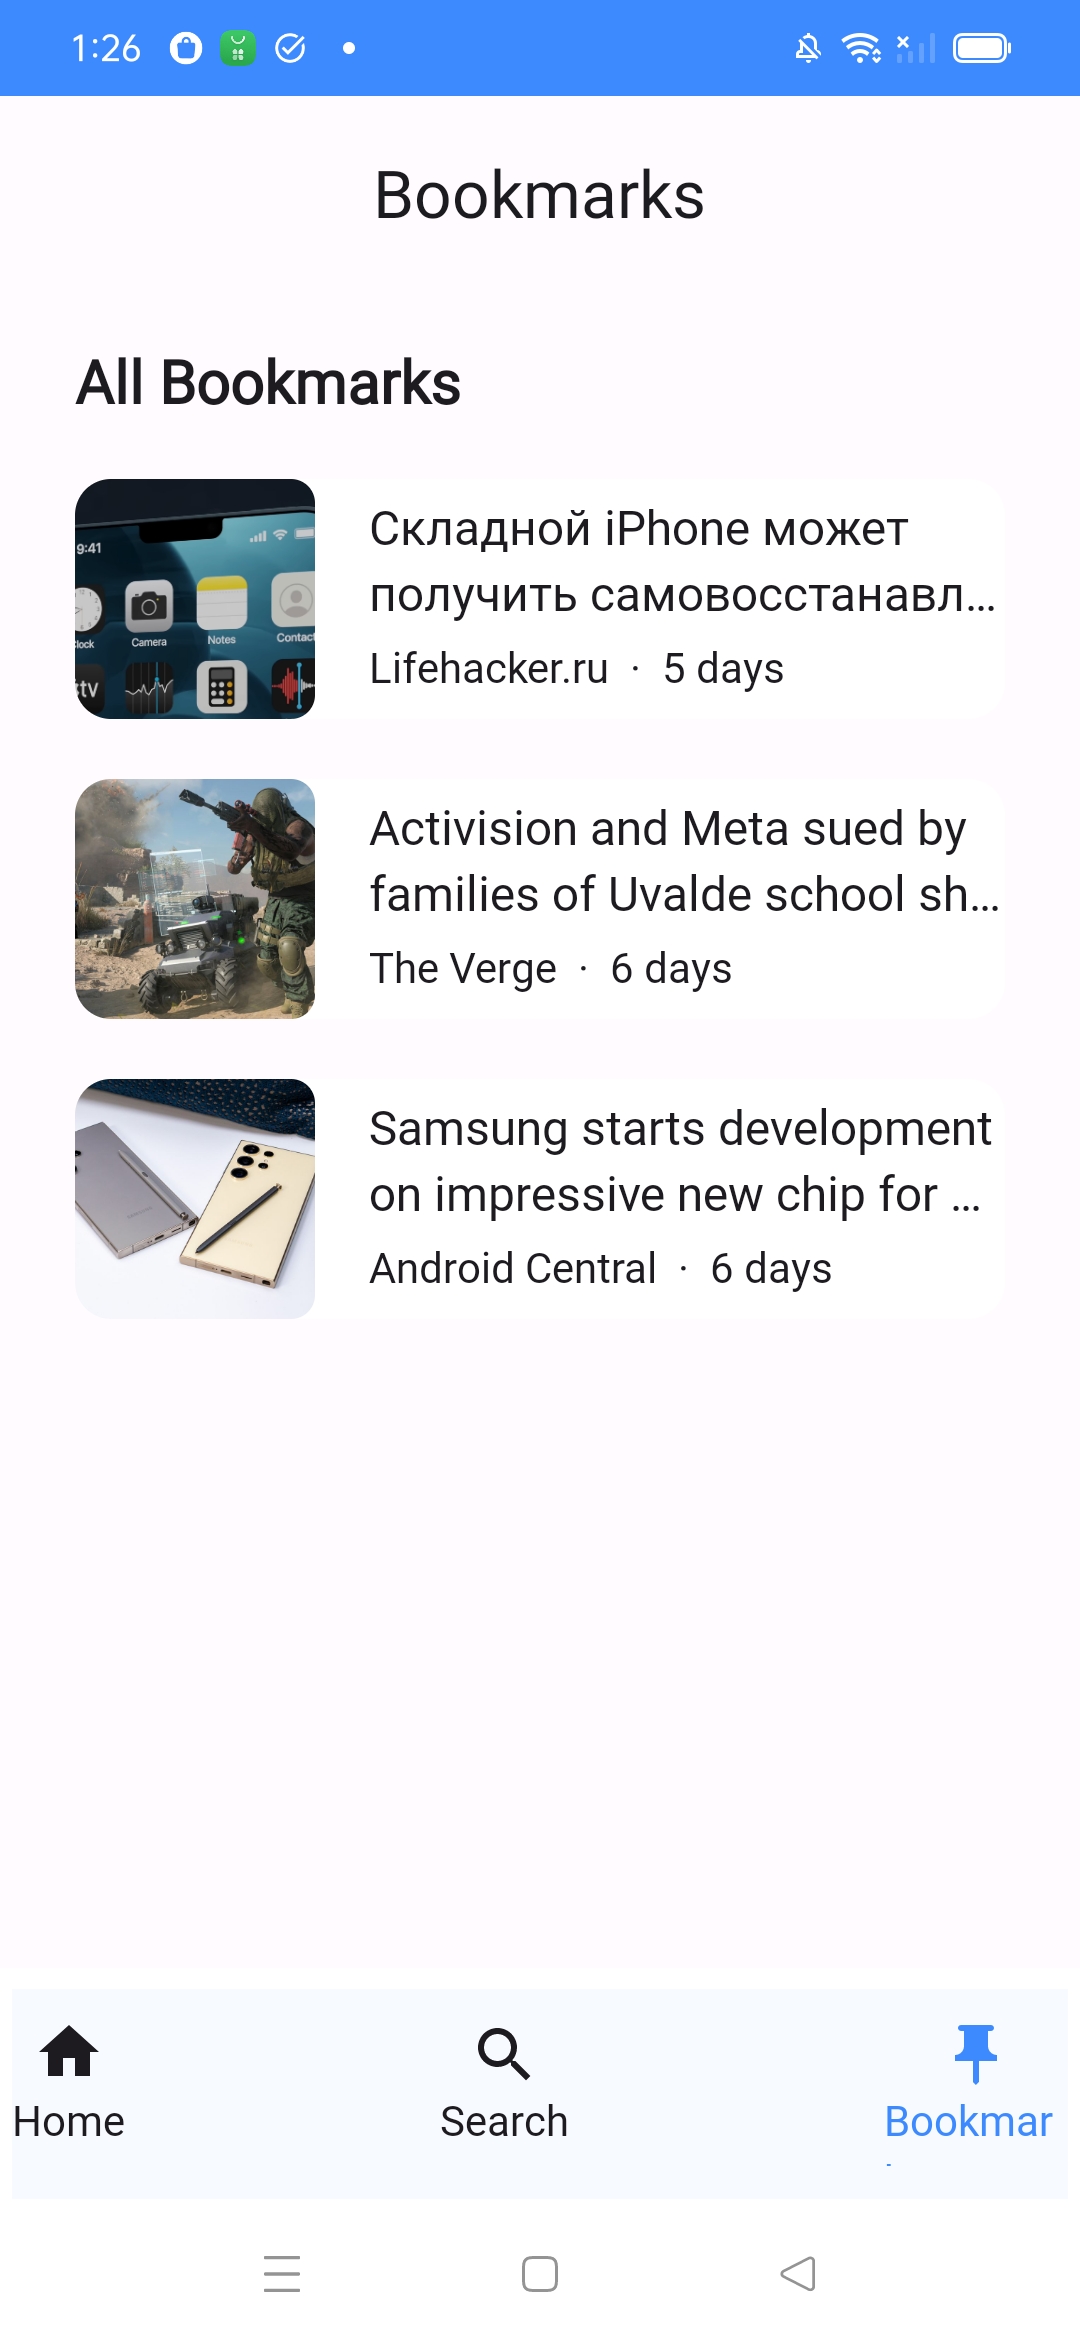 1:26
Bookmarks
All Bookmarks
9:41
Clock
Camera
Notes
Contac
tv
Складной iPhone может
получить самовосстанавл...
Lifehacker.ru · 5 days
Activision and Meta sued by
families of Uvalde school sh...
The Verge · 6 days
Samsung starts development
on impressive new chip for ...
Android Central · 6 days
Home
Search
Bookmar